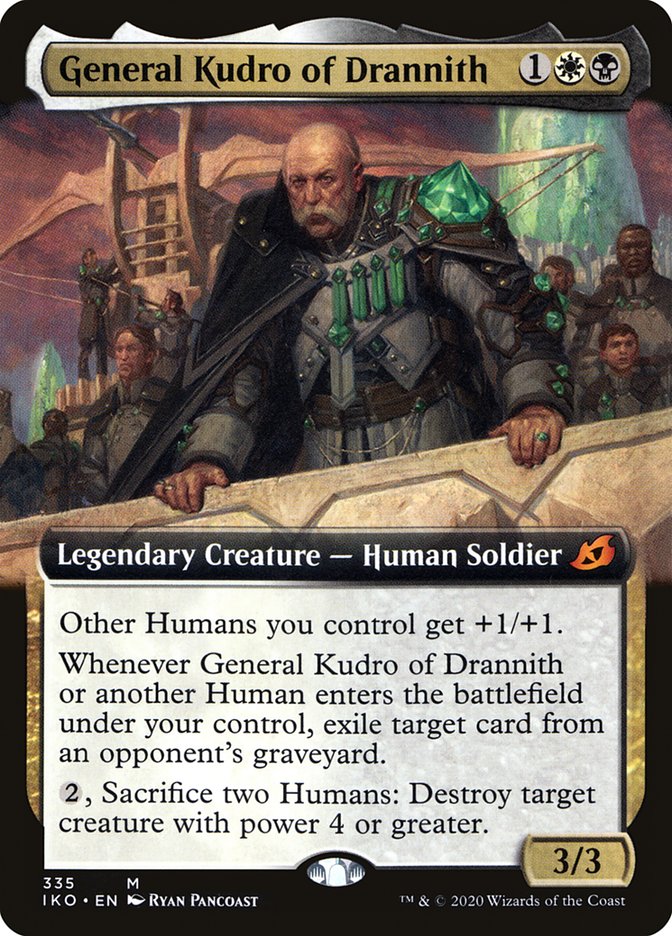 General Kudro of Drannith 1
Legendary Creature — Human Soldier
Other Humans you control get +1/+1.
Whenever General Kudro of Drannith
or another Human enters the battlefield
under your control, exile target card from
an opponent's graveyard.
2, Sacrifice two Humans: Destroy target
creature with power 4 or greater.
3/3
335 M
IKO • EN RYAN PANCOAST
™ & © 2020 Wizards of the Coast